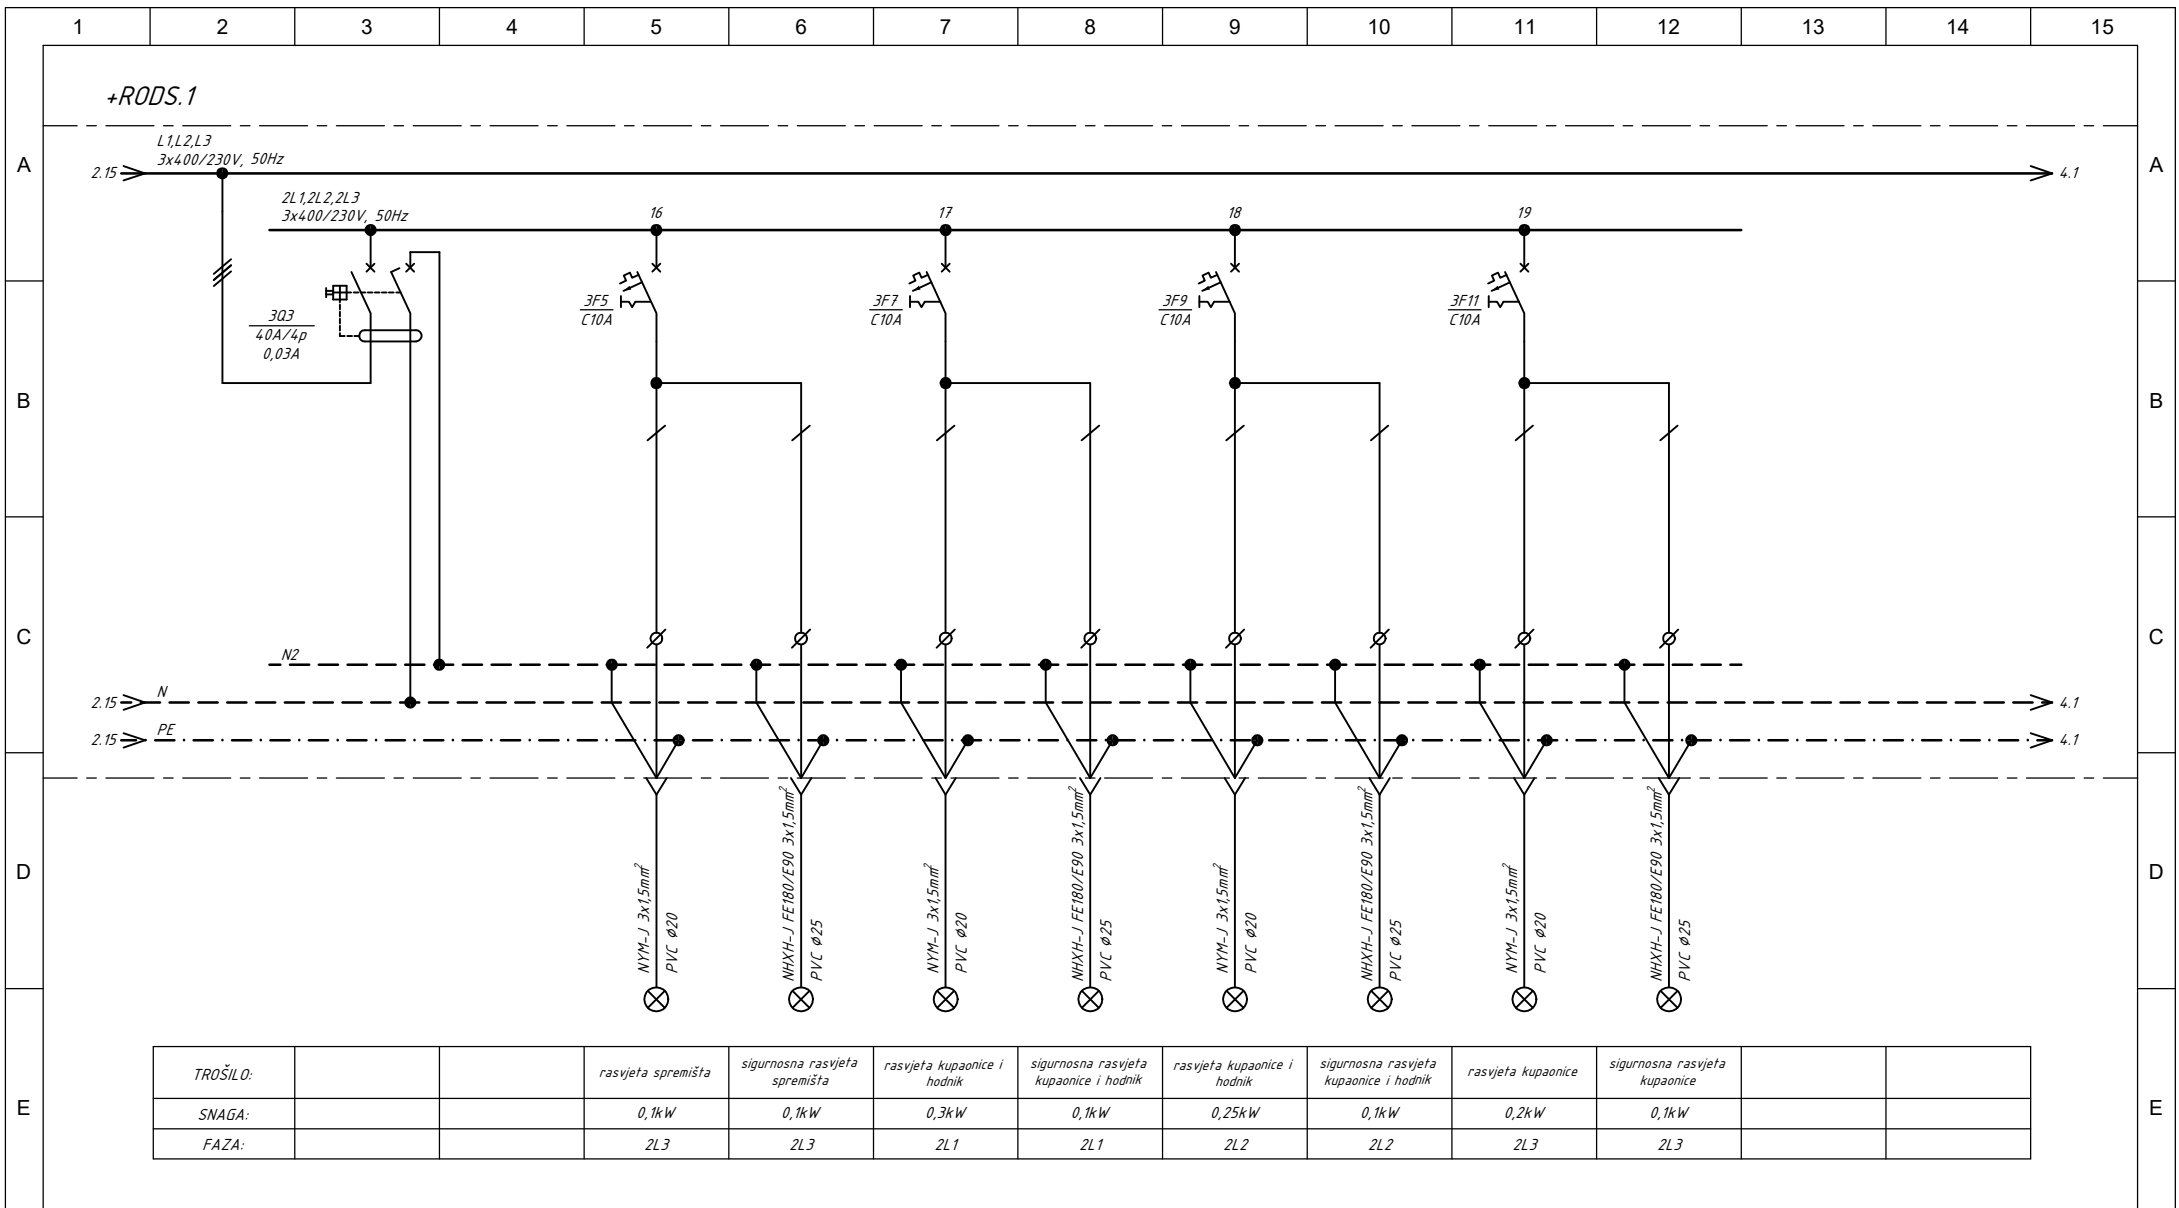 1 2 3 4 5 6 7 8 9 10 11 12 13 14 15
+RODS.1
L1,L2,L3
3x400/230V, 50Hz
A A
2.15 4.1
2L1,2L2,2L3
3x400/230V, 50Hz
16 17 18 19
3Q3
40A/4p
0,03A
3F5
C10A
3F7
C10A
3F9
C10A
3F11
C10A
B B
C C
N2
2.15 N 4.1
2.15 PE 4.1
D D
NYM-J 3x1,5mm²
PVC ø20
NHXH-J FE180/E90 3x1,5mm²
PVC ø25
NYM-J 3x1,5mm²
PVC ø20
NHXH-J FE180/E90 3x1,5mm²
PVC ø25
NYM-J 3x1,5mm²
PVC ø20
NHXH-J FE180/E90 3x1,5mm²
PVC ø25
NYM-J 3x1,5mm²
PVC ø20
NHXH-J FE180/E90 3x1,5mm²
PVC ø25
E E
TROŠILO:
rasvjeta spremišta
sigurnosna rasvjeta
spremišta
rasvjeta kupaonice i
hodnik
sigurnosna rasvjeta
kupaonice i hodnik
rasvjeta kupaonice i
hodnik
sigurnosna rasvjeta
kupaonice i hodnik
rasvjeta kupaonice
sigurnosna rasvjeta
kupaonice
SNAGA: 0,1kW 0,1kW 0,3kW 0,1kW 0,25kW 0,1kW 0,2kW 0,1kW
FAZA: 2L3 2L3 2L1 2L1 2L2 2L2 2L3 2L3